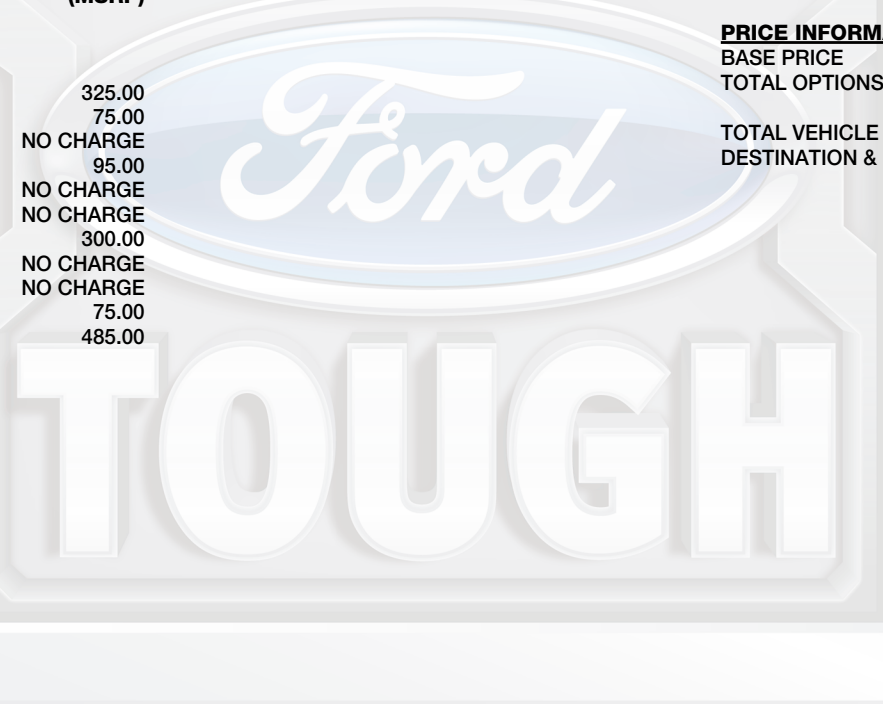 (MSRP)
325.00
75.00
NO CHARGE
95.00
NO CHARGE
NO CHARGE
300.00
NO CHARGE
NO CHARGE
75.00
485.00
PRICE INFORMA
BASE PRICE
TOTAL OPTIONS
TOTAL VEHICLE
DESTINATION &
Ford
TOUGH